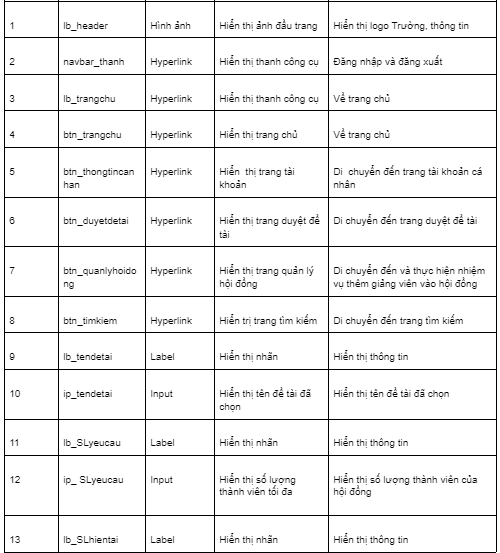 1 lb_header Hình ảnh Hiển thị ảnh đầu trang Hiển thị logo Trường, thông tin
2 navbar_thanh Hyperlink Hiển thị thanh công cụ Đăng nhập và đăng xuất
3 lb_trangchu Hyperlink Hiển thị thanh công cụ Về trang chủ
4 btn_trangchu Hyperlink Hiển thị trang chủ Về trang chủ
5 btn_thongtincan Hyperlink Hiển thị trang tài Di chuyển đến trang tài khoản cá
han khoản nhân
6 btn_duyetdetai Hyperlink Hiển thị trang duyệt đề Di chuyển đến trang duyệt đề tài
tài
7 btn_quanlyhoido Hyperlink Hiển thị trang quản lý Di chuyển đến và thực hiện nhiệm
ng hội đồng vụ thêm giảng viên vào hội đồng
8 btn_timkiem Hyperlink Hiển trị trang tìm kiếm Di chuyển đến trang tìm kiếm
9 lb_tendetai Label Hiển thị nhãn Hiển thị thông tin
10 ip_tendetai Input Hiển thị tên đề tài đã Hiển thị tên đề tài đã chọn
chọn
11 lb_SLyeucau Label Hiển thị nhãn Hiển thị thông tin
12 ip_ SLyeucau Input Hiển thị số lượng Hiển thị số lượng thành viên của
thành viên tối đa hội đồng
13 lb_SLhientai Label Hiển thị nhãn Hiển thị thông tin